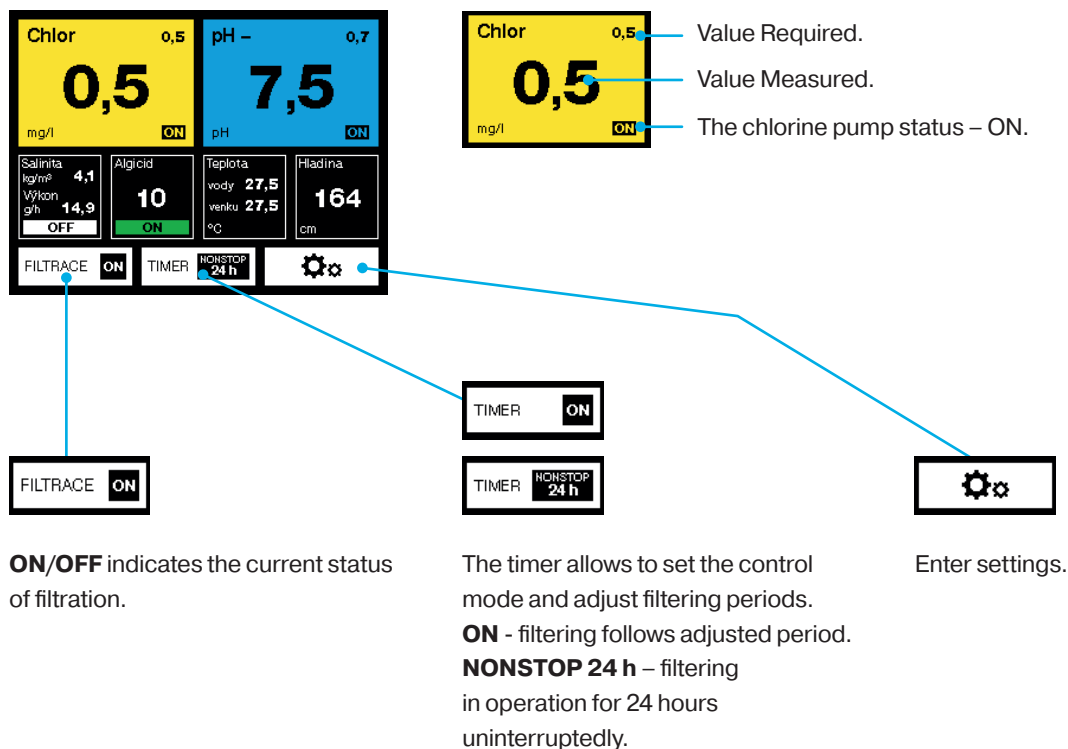 Chlor 0,5
0,5
mg/l ON
pH – 0,7
7,5
pH ON
Salinita
kg/m³ 4,1
Výkon
g/h 14,9
OFF
Algicid
10
ON
Teplota
vody 27,5
venku 27,5
°C
Hladina
164
cm
FILTRACE ON
TIMER NONSTOP 24 h
Chlor 0,5
0,5
mg/l ON
Value Required.
Value Measured.
The chlorine pump status – ON.
TIMER ON
FILTRACE ON
TIMER NONSTOP 24 h
ON/OFF indicates the current status
of filtration.
The timer allows to set the control
mode and adjust filtering periods.
ON - filtering follows adjusted period.
NONSTOP 24 h – filtering
in operation for 24 hours
uninterruptedly.
Enter settings.